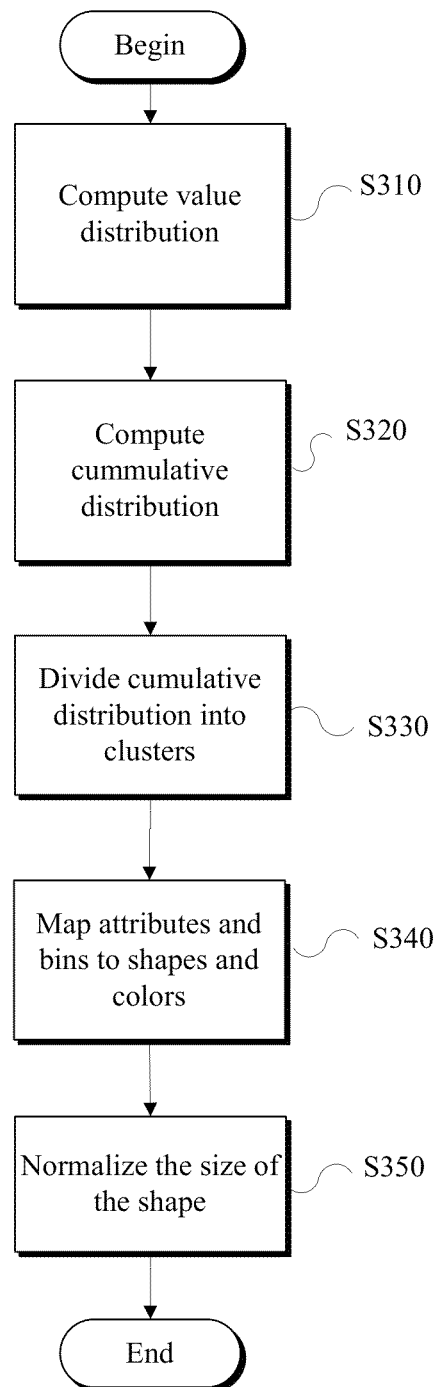 Begin
Compute value
distribution
S310
Compute
cummulative
distribution
S320
Divide cumulative
distribution into
clusters
S330
Map attributes and
bins to shapes and
colors
S340
Normalize the size of
the shape
S350
End